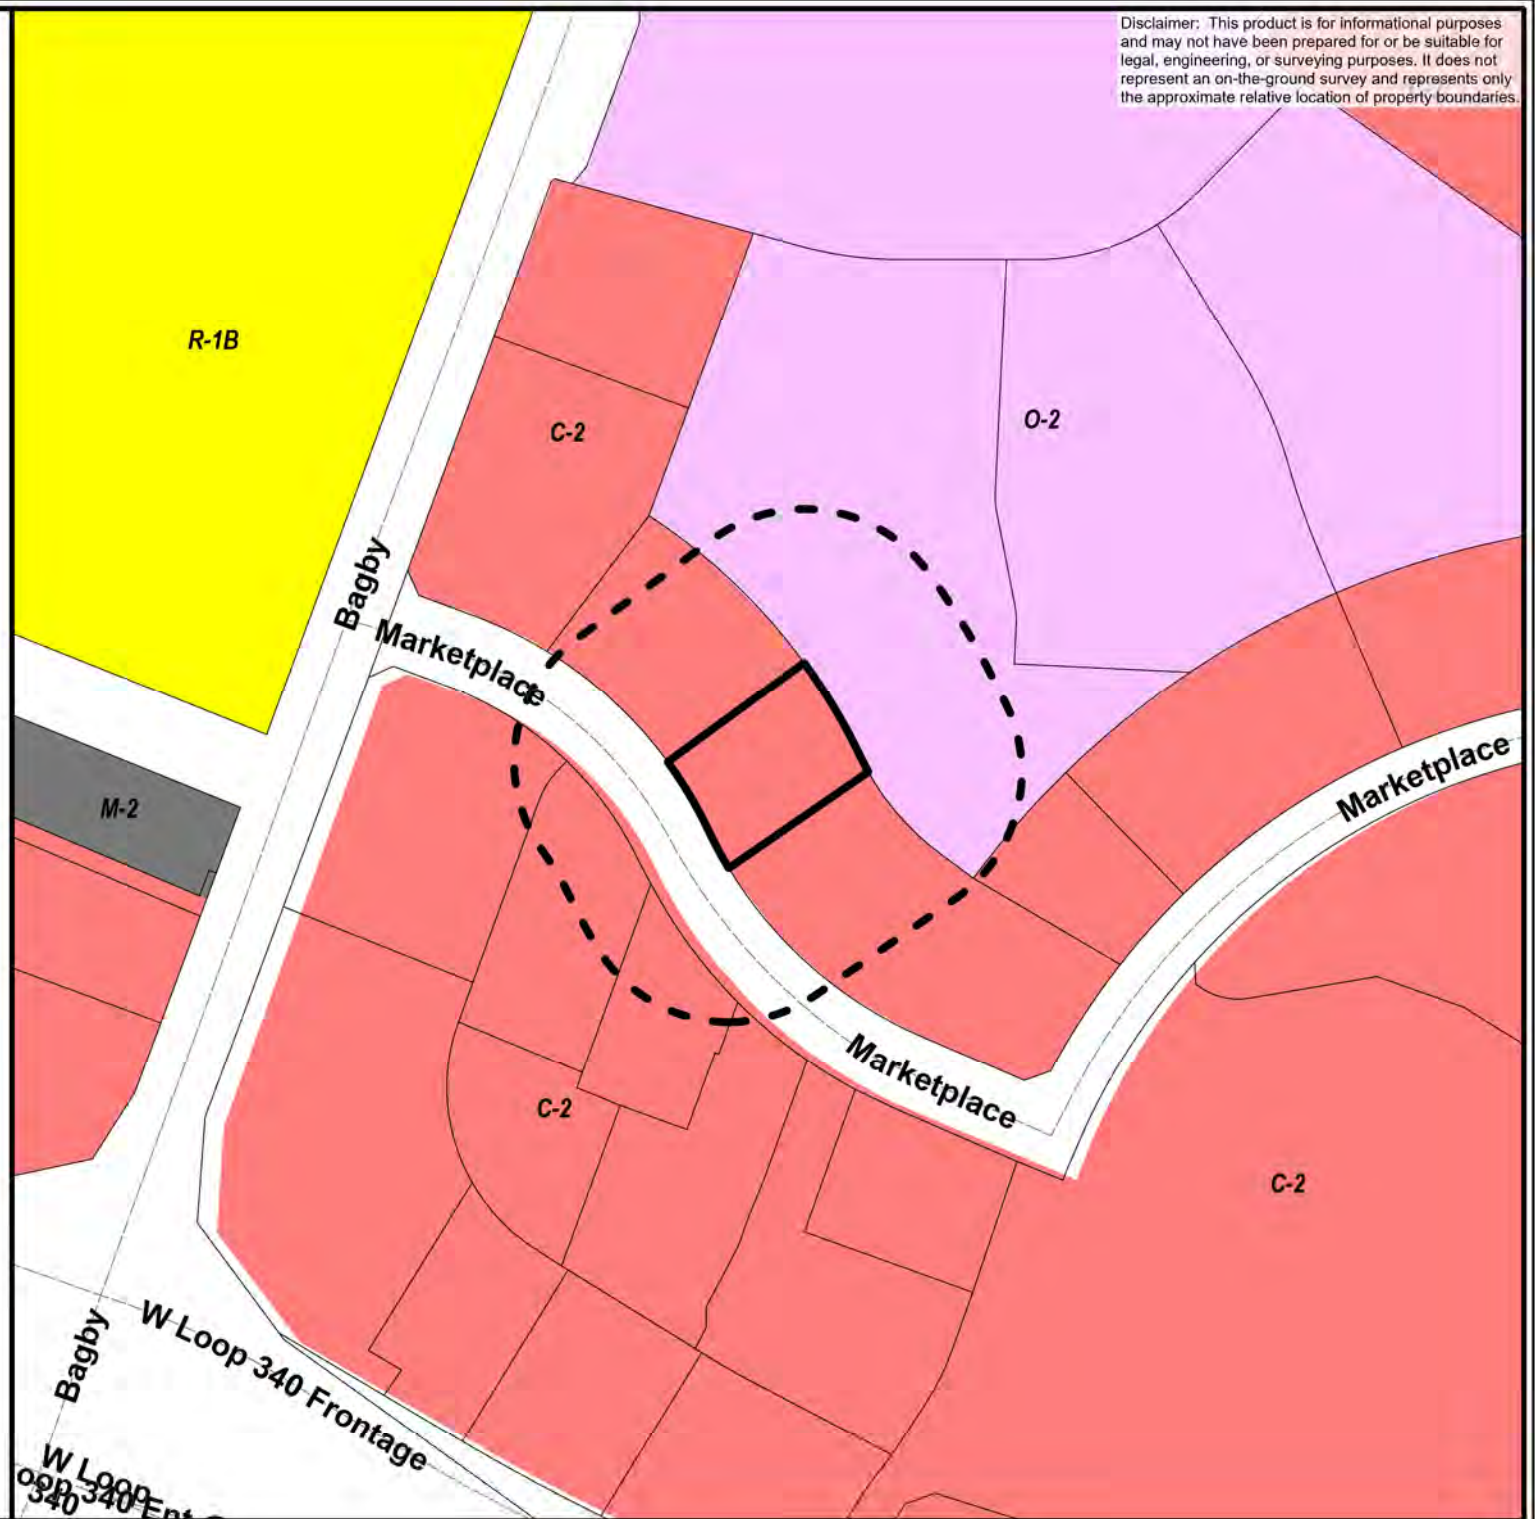 Disclaimer: This product is for informational purposes
and may not have been prepared for or be suitable for
legal, engineering, or surveying purposes. It does not
represent an on-the-ground survey and represents only
the approximate relative location of property boundaries.
R-1B
C-2
O-2
Bagby
Marketplace
Marketplace
M-2
Marketplace
C-2
C-2
W Loop 340 Frontage
Bagby
W Loop
oop 340 Ent
340